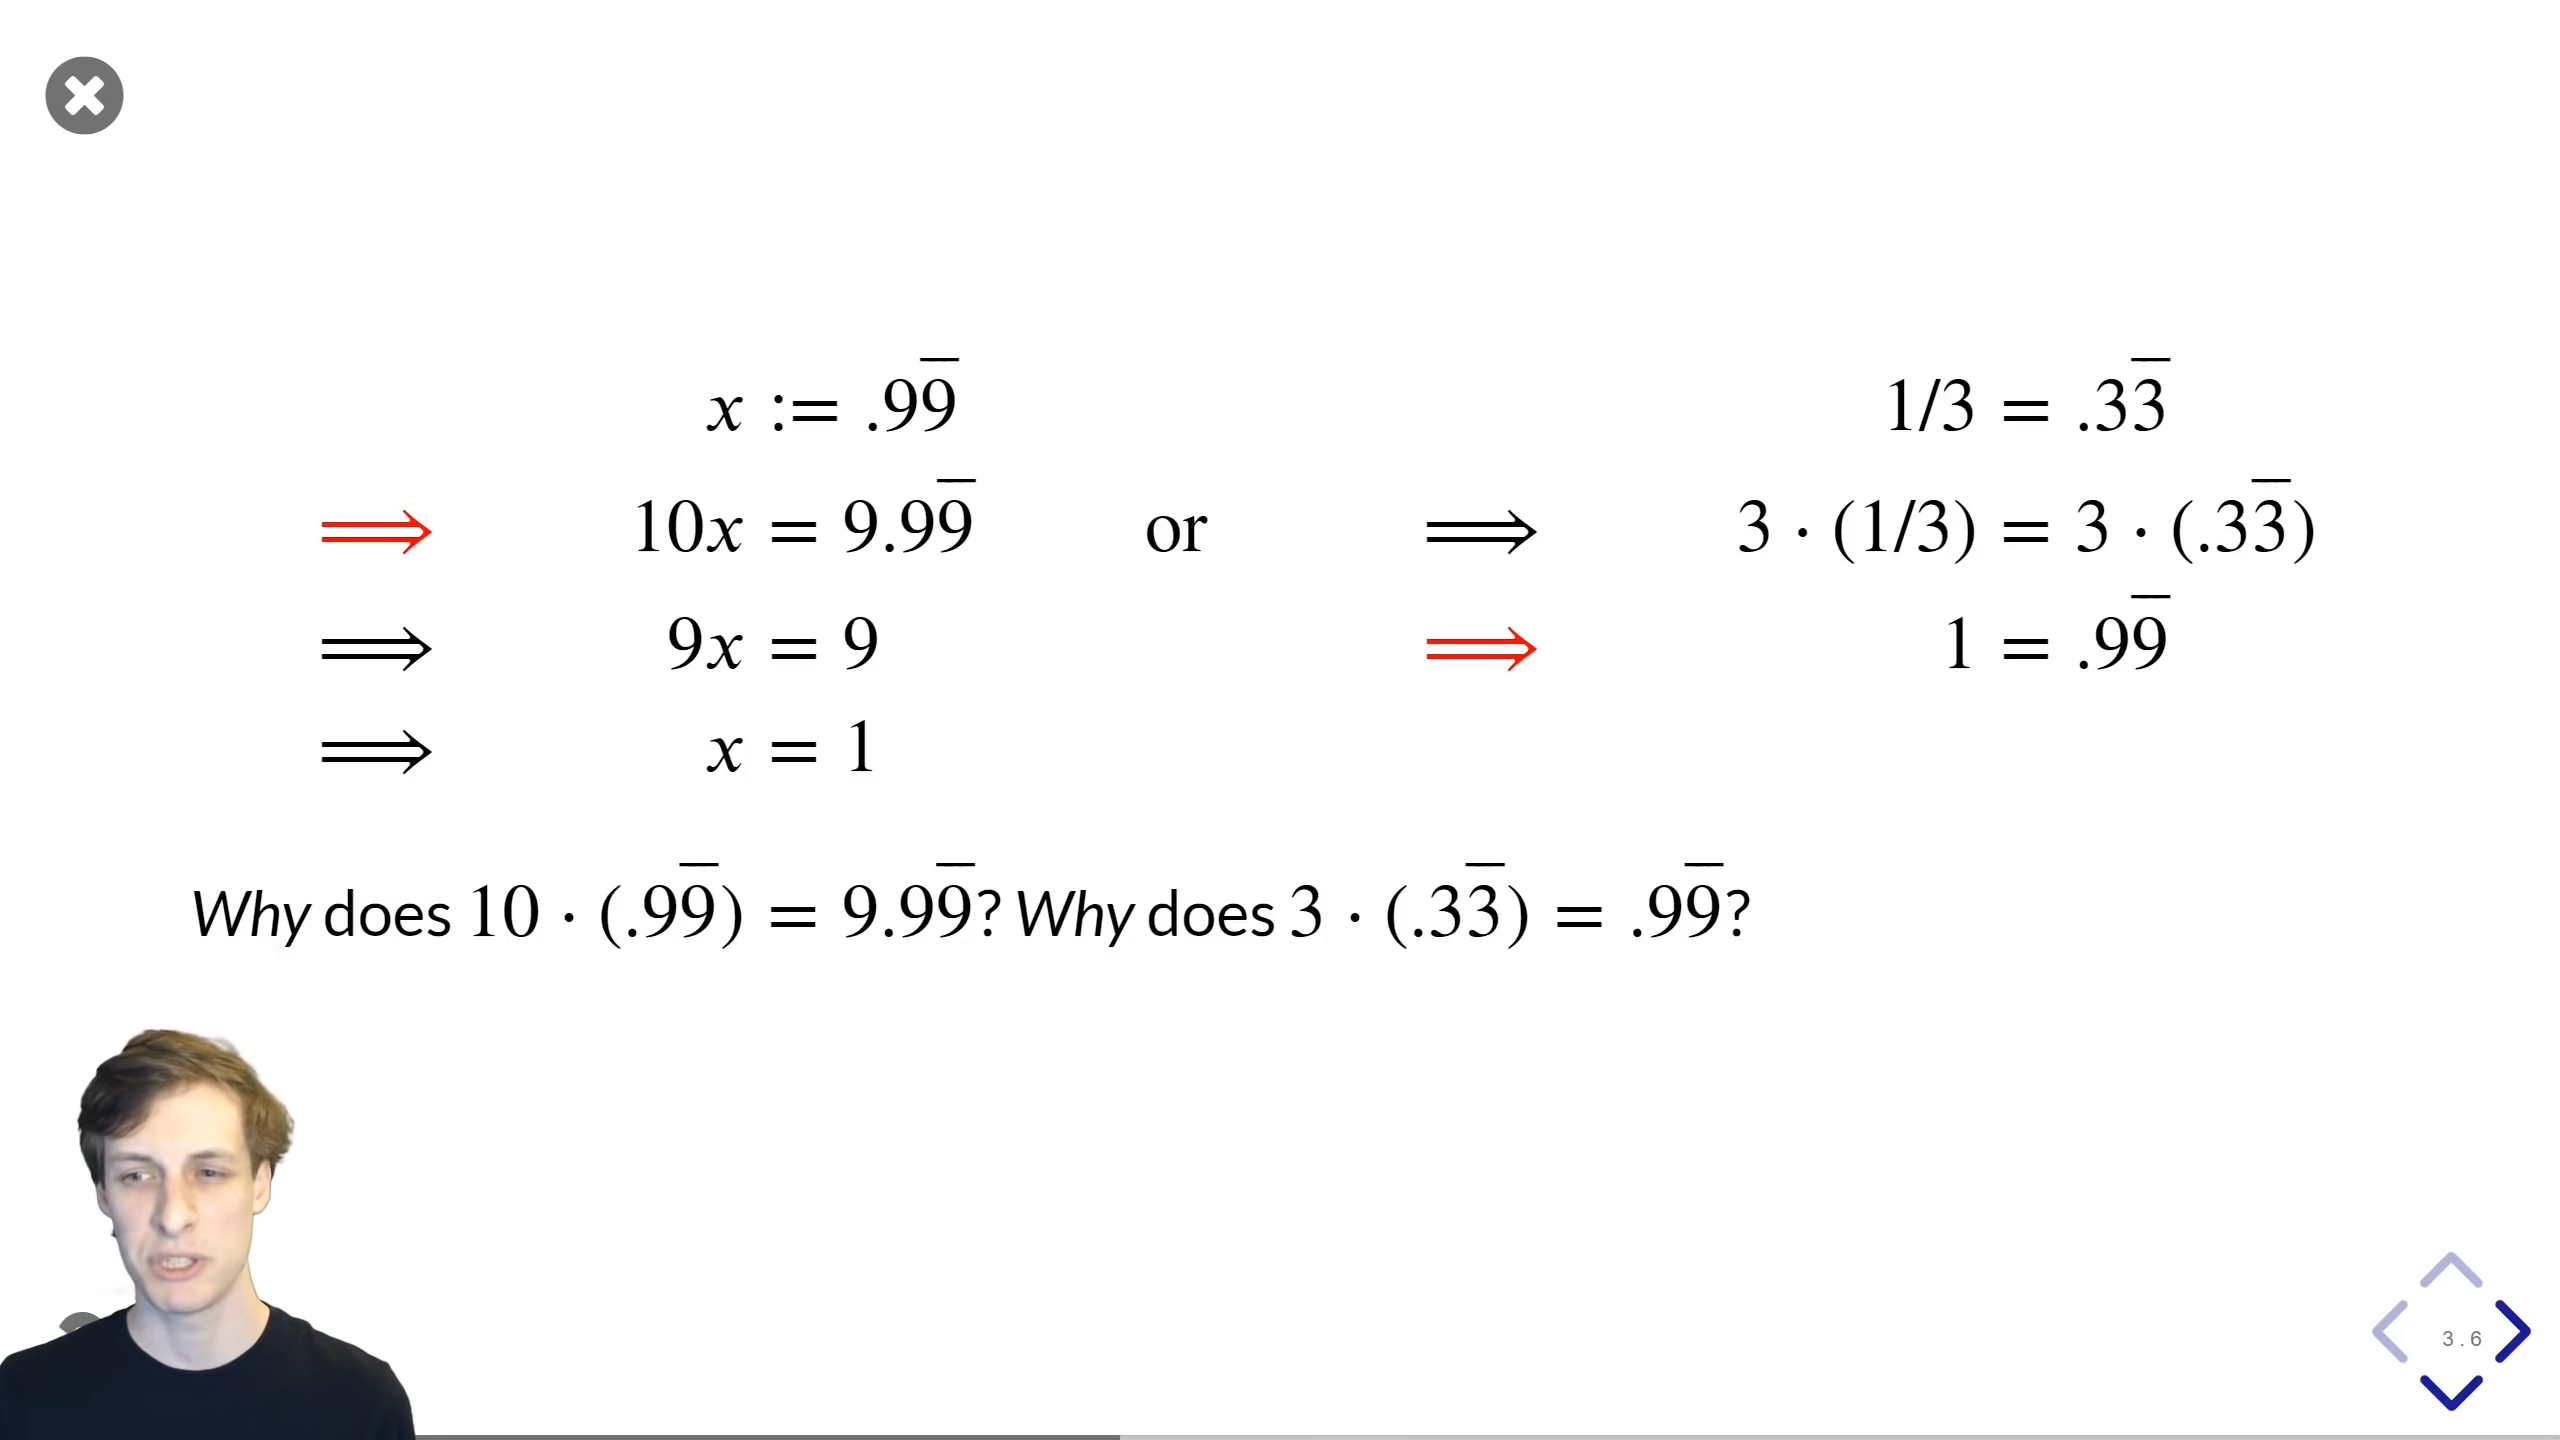 x := .99̅ 1/3 = .33̅
⟹ 10x = 9.99̅ or ⟹ 3 · (1/3) = 3 · (.33̅)
⟹ 9x = 9 ⟹ 1 = .99̅
⟹ x = 1
Why does 10 · (.99̅) = 9.99̅? Why does 3 · (.33̅) = .99̅?
3.6